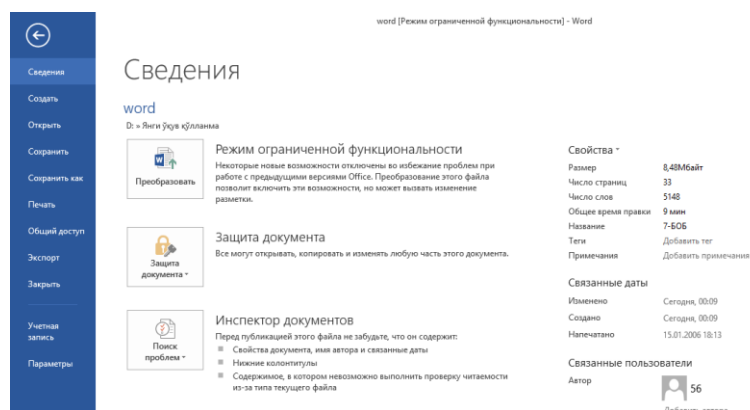 word [Режим ограниченной функциональности] - Word
Сведения
Создать
Открыть
Сохранить
Сохранить как
Печать
Общий доступ
Экспорт
Закрыть
Учетная
запись
Параметры
Сведения
word
D: » Янги ўқув қўлланма
Преобразовать
Режим ограниченной функциональности
Некоторые новые возможности отключены во избежание проблем при
работе с предыдущими версиями Office. Преобразование этого файла
позволит включить эти возможности, но может вызвать изменение
разметки.
Защита
документа
Защита документа
Все могут открывать, копировать и изменять любую часть этого документа.
Поиск
проблем
Инспектор документов
Перед публикацией этого файла не забудьте, что он содержит:
Свойства документа, имя автора и связанные даты
Нижние колонтитулы
Содержимое, в котором невозможно выполнить проверку читаемости
из-за типа текущего файла
Свойства
Размер 8,48Мбайт
Число страниц 33
Число слов 5148
Общее время правки 9 мин
Название 7-БОБ
Теги Добавить тег
Примечания Добавить примечания
Связанные даты
Изменено Сегодня, 00:09
Создано Сегодня, 00:09
Напечатано 15.01.2006 18:13
Связанные пользователи
Автор 56
Добавить автора